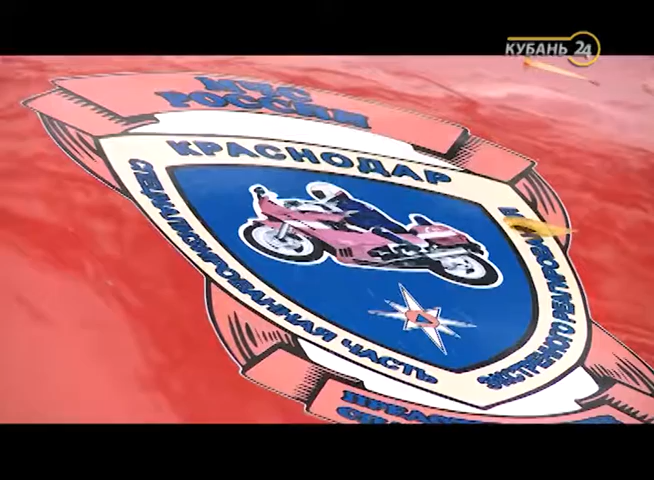 КУБАНЬ 24
МЧС
РОССИИ
КРАСНОДАР
СПЕЦИАЛИЗИРОВАННАЯ ЧАСТЬ
ЭКСТРЕННОГО РЕАГИРОВАНИЯ